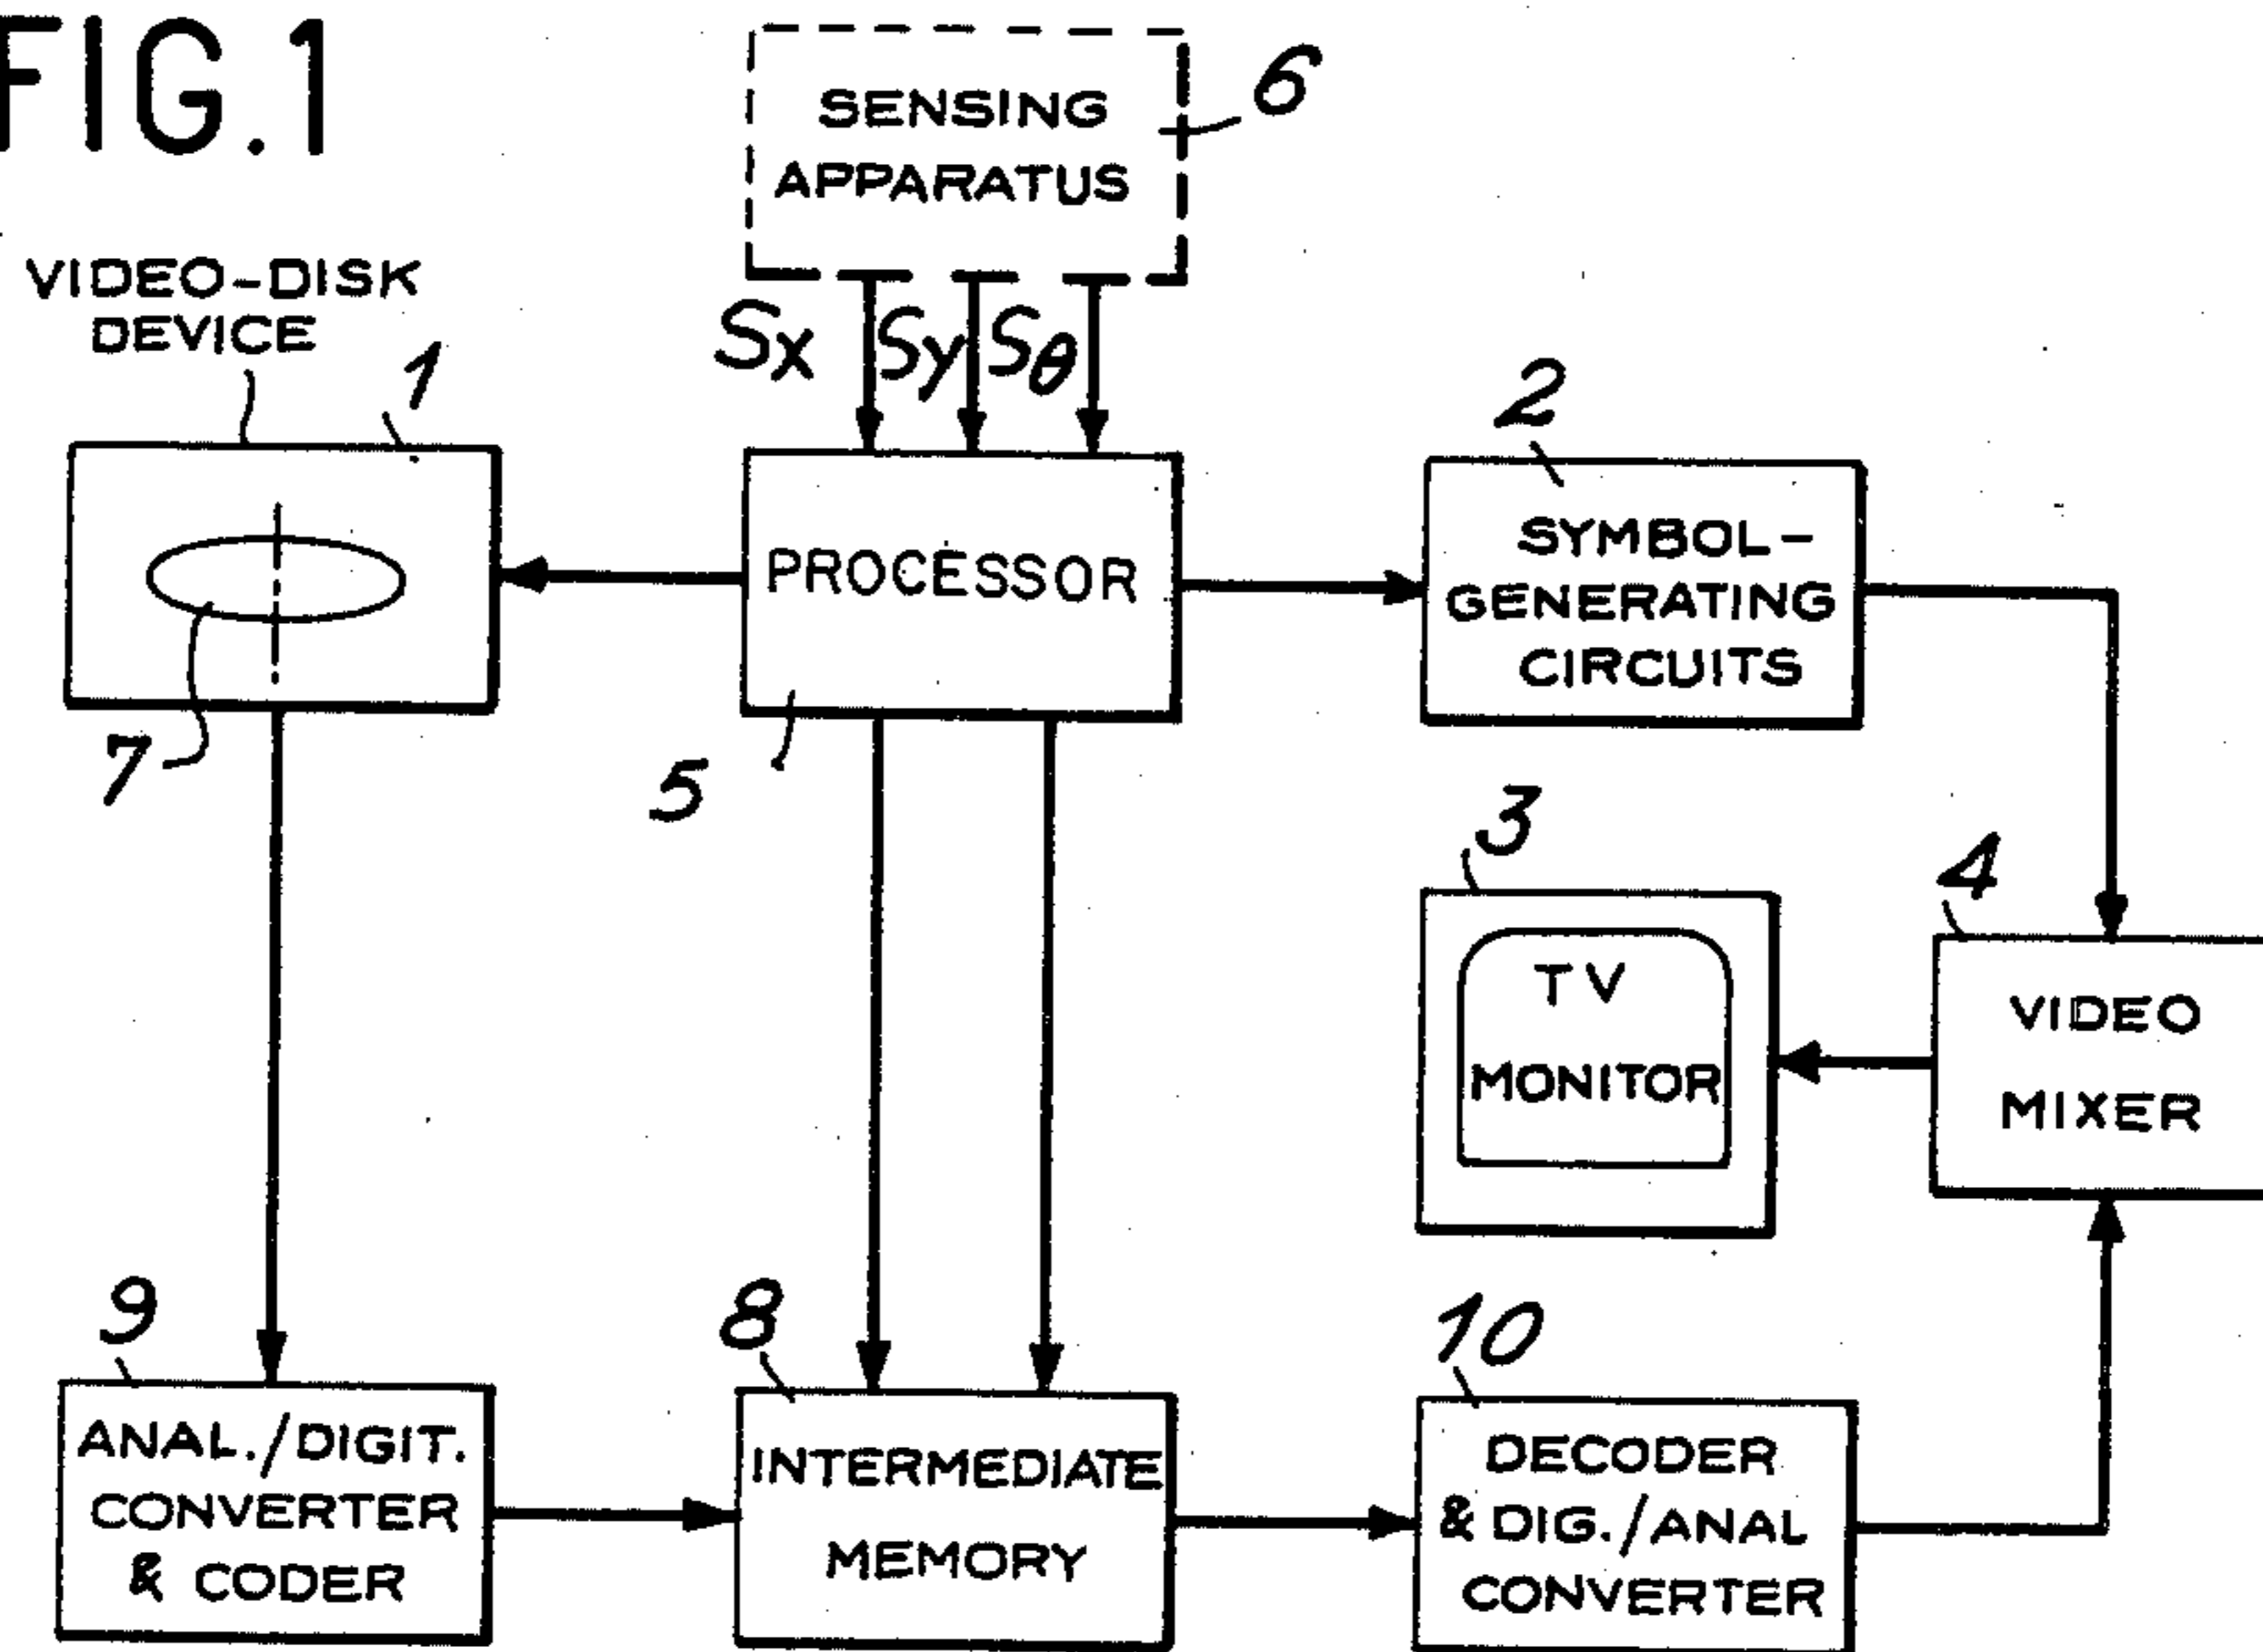 FIG.1
SENSING
APPARATUS
6
VIDEO-DISK
DEVICE
1
Sx Sy Sθ
2
PROCESSOR
SYMBOL-
GENERATING
CIRCUITS
7
5
3
TV
MONITOR
4
VIDEO
MIXER
9
ANAL./DIGIT.
CONVERTER
& CODER
8
INTERMEDIATE
MEMORY
10
DECODER
& DIG./ANAL
CONVERTER